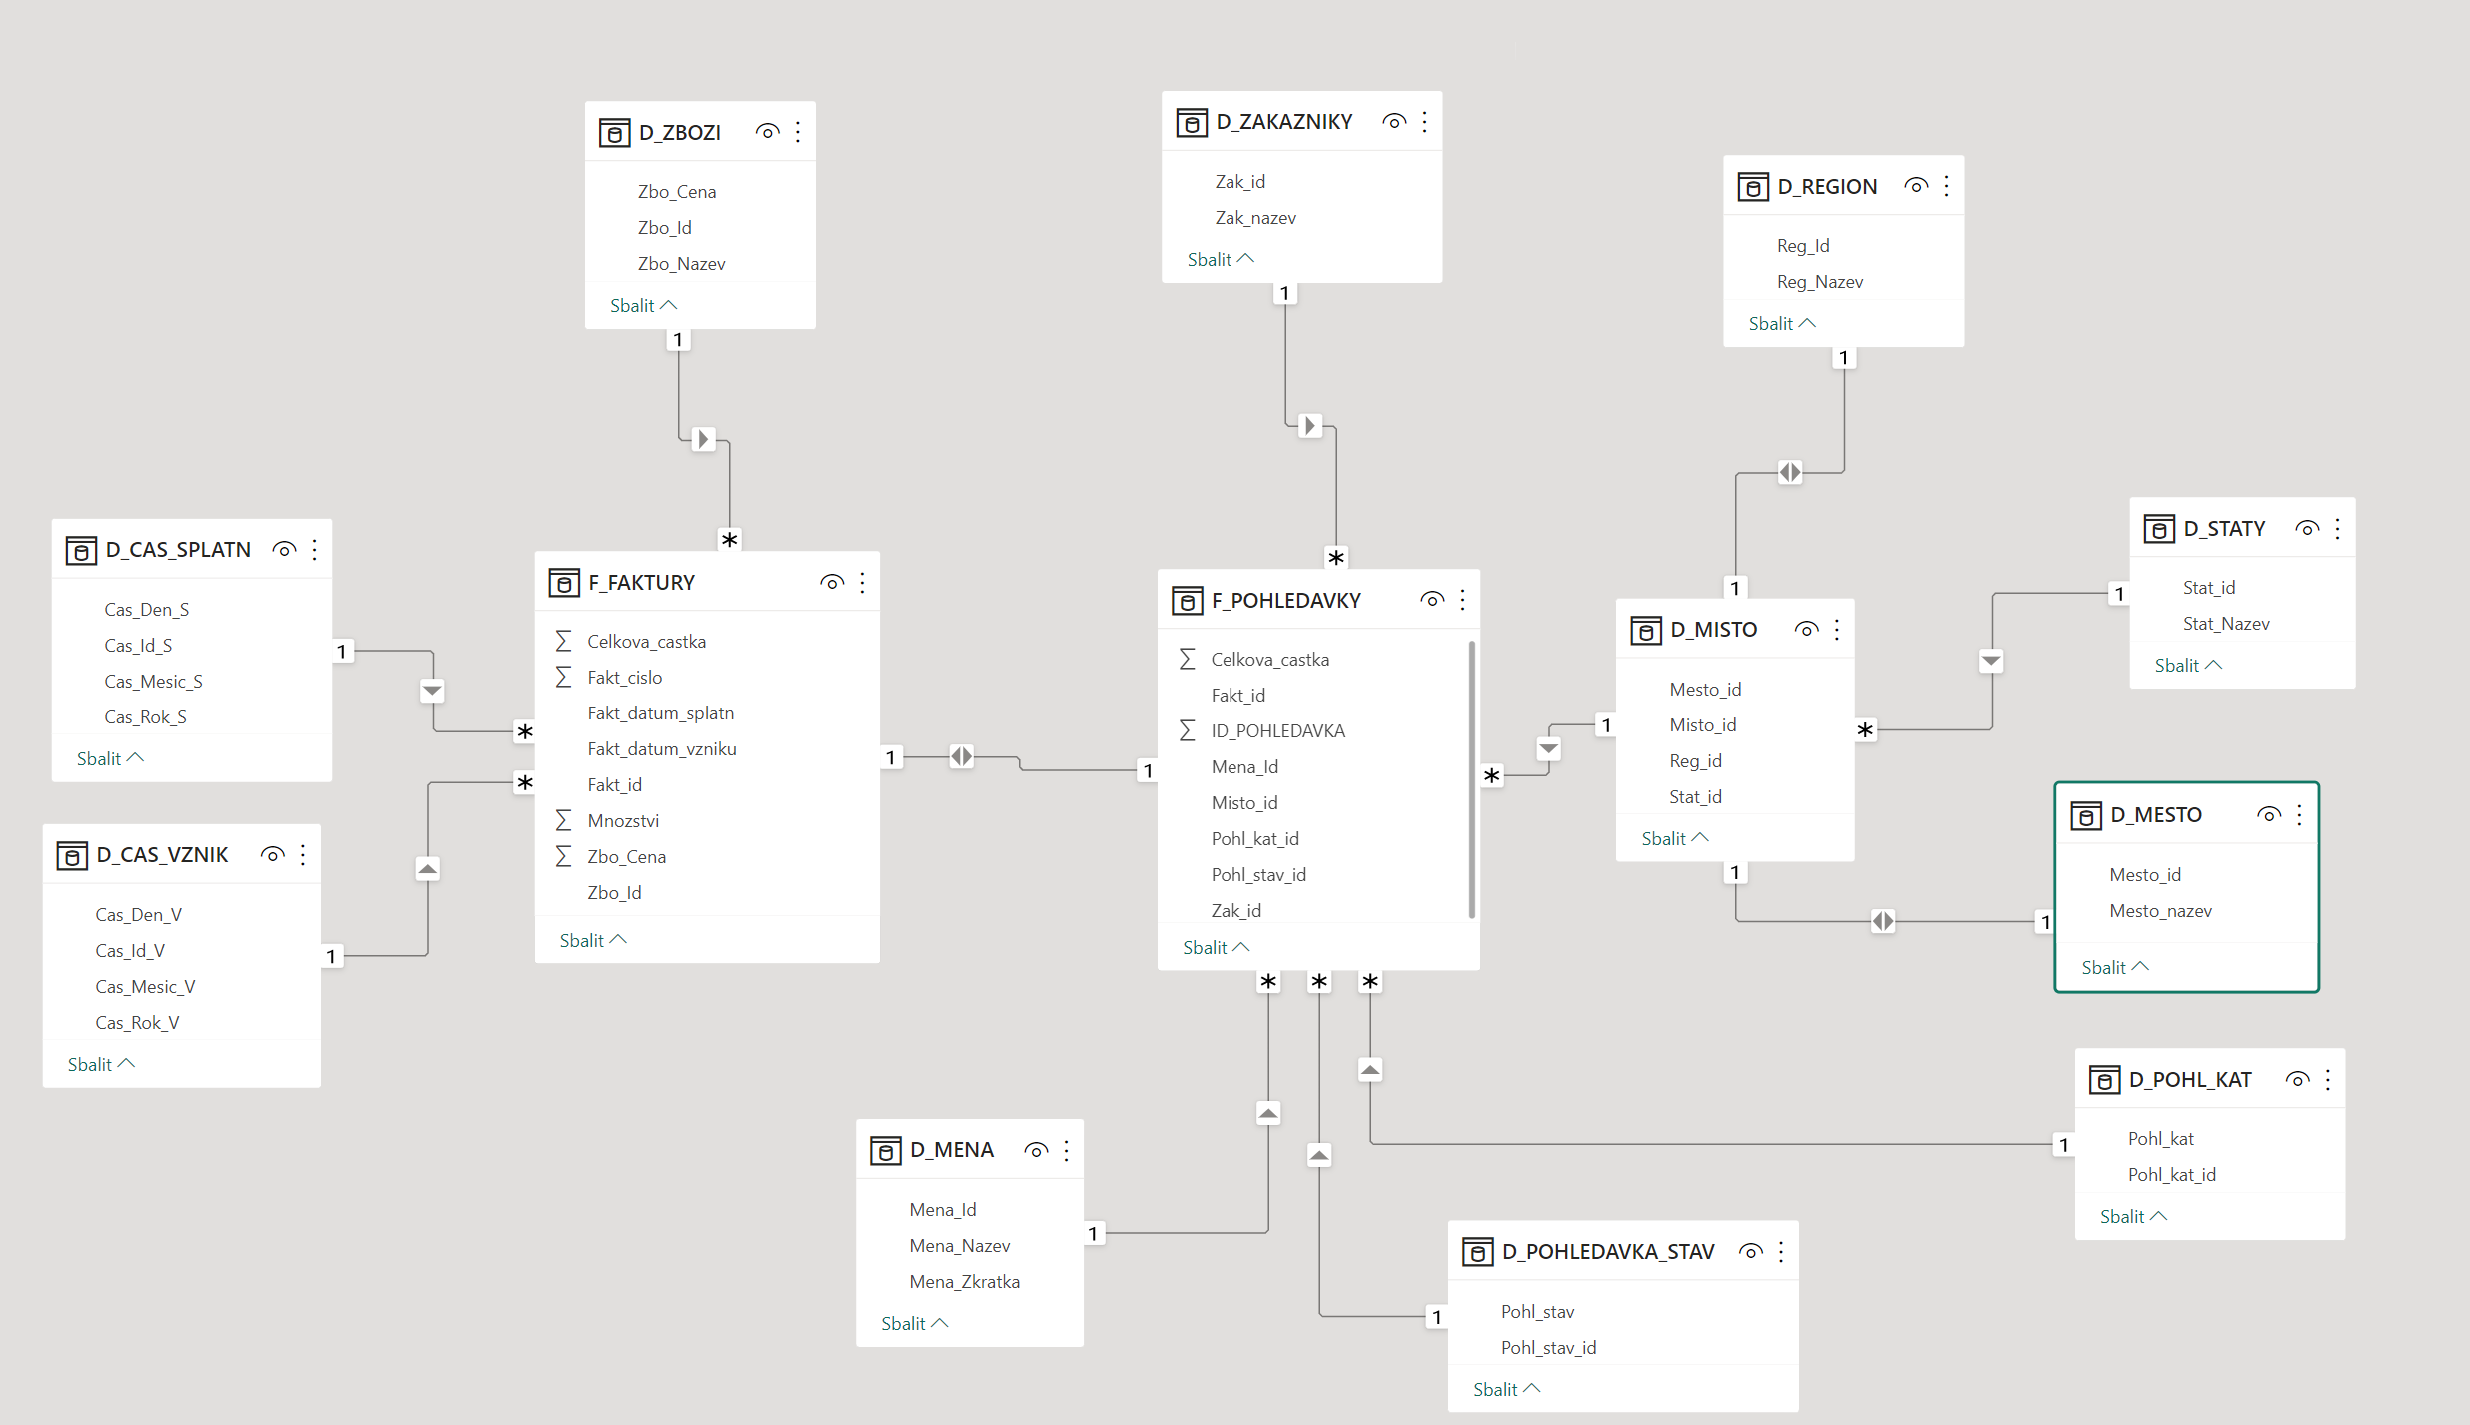 D_ZBOZI
Zbo_Cena
Zbo_Id
Zbo_Nazev
Sbalit
1
*
D_ZAKAZNIKY
Zak_id
Zak_nazev
Sbalit
1
*
D_REGION
Reg_Id
Reg_Nazev
Sbalit
1
1
D_CAS_SPLATN
Cas_Den_S
Cas_Id_S
Cas_Mesic_S
Cas_Rok_S
Sbalit
1
*
D_CAS_VZNIK
Cas_Den_V
Cas_Id_V
Cas_Mesic_V
Cas_Rok_V
Sbalit
1
*
F_FAKTURY
Σ Celkova_castka
Σ Fakt_cislo
Fakt_datum_splatn
Fakt_datum_vzniku
Fakt_id
Σ Mnozstvi
Σ Zbo_Cena
Zbo_Id
Sbalit
1
1
F_POHLEDAVKY
Σ Celkova_castka
Fakt_id
Σ ID_POHLEDAVKA
Mena_Id
Misto_id
Pohl_kat_id
Pohl_stav_id
Zak_id
Sbalit
*
*
*
*
1
D_MISTO
Mesto_id
Misto_id
Reg_id
Stat_id
Sbalit
*
1
1
D_STATY
Stat_id
Stat_Nazev
Sbalit
1
D_MESTO
Mesto_id
Mesto_nazev
Sbalit
D_POHL_KAT
Pohl_kat
Pohl_kat_id
Sbalit
1
D_MENA
Mena_Id
Mena_Nazev
Mena_Zkratka
Sbalit
1
D_POHLEDAVKA_STAV
Pohl_stav
Pohl_stav_id
Sbalit
1